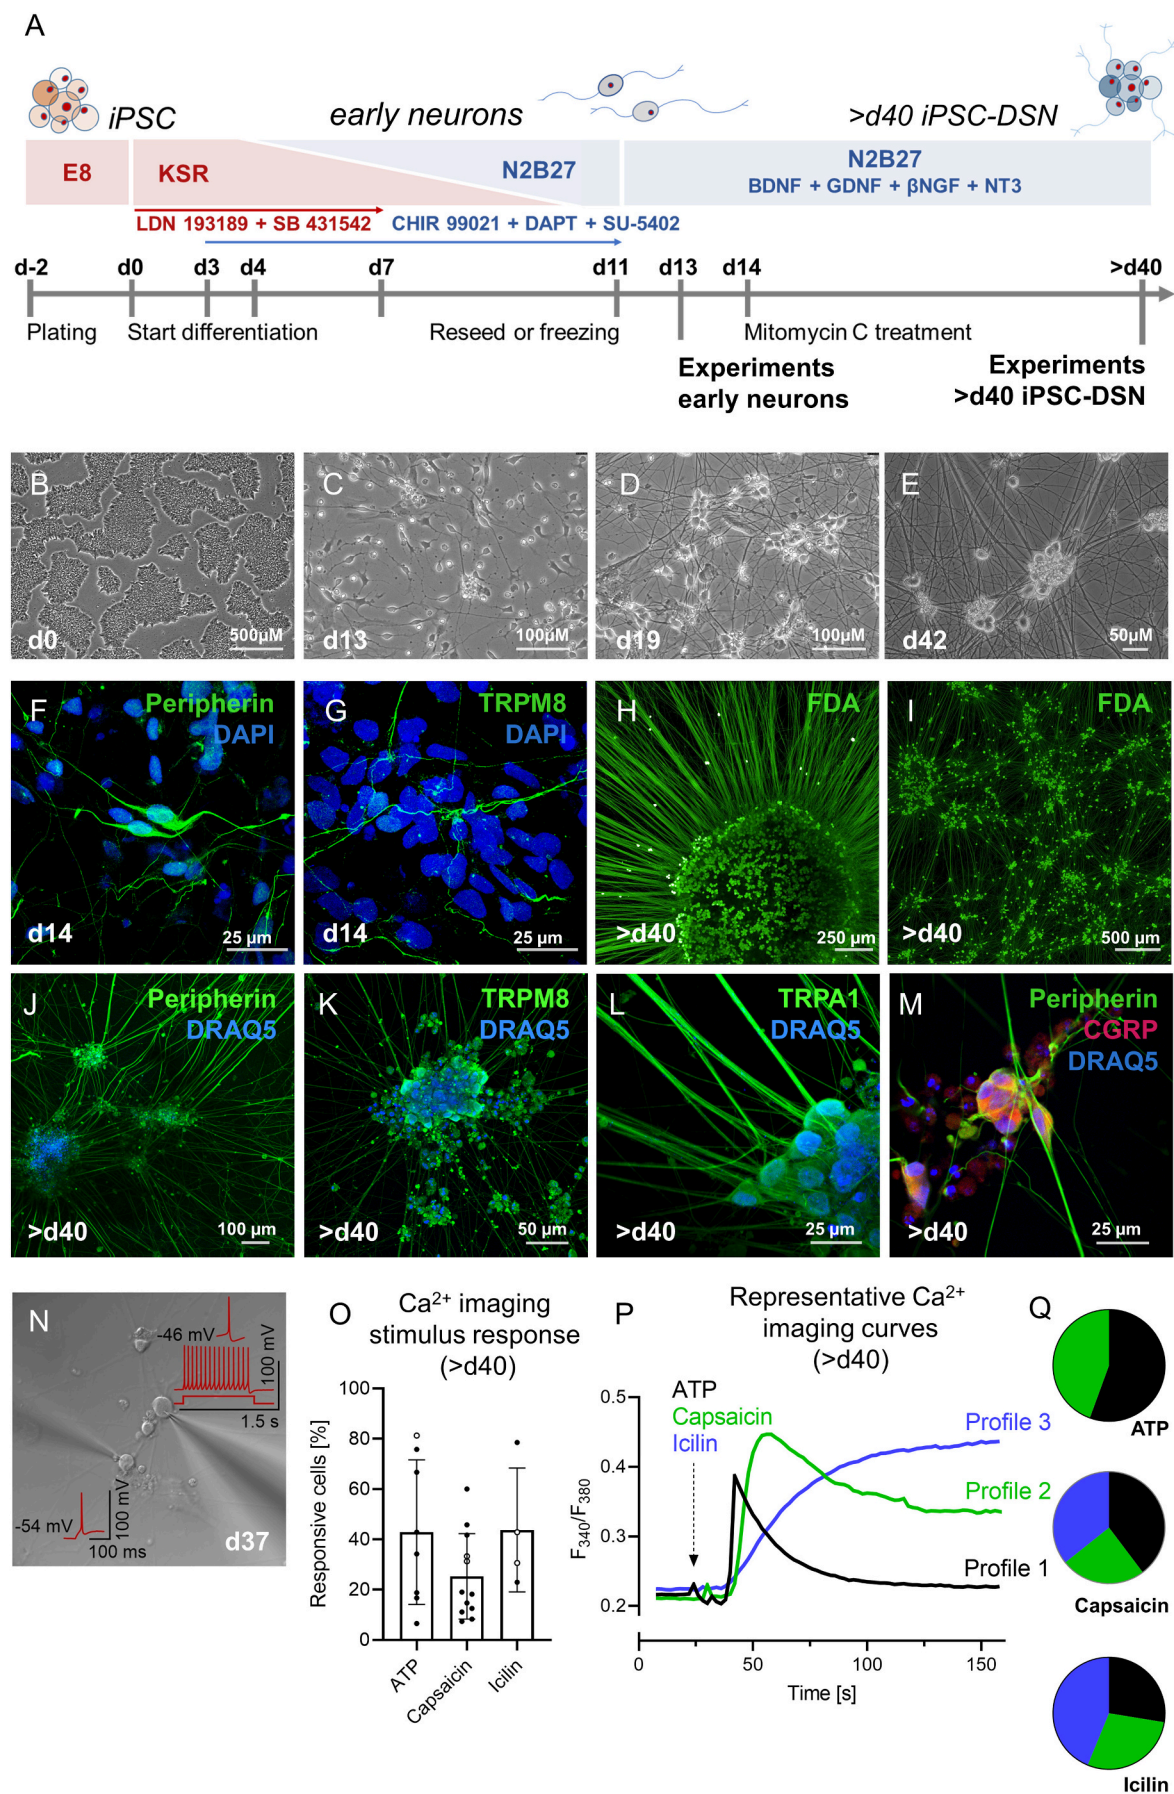 A
iPSC
early neurons
>d40 iPSC-DSN
E8
KSR
N2B27
N2B27
BDNF + GDNF + βNGF + NT3
LDN 193189 + SB 431542
CHIR 99021 + DAPT + SU-5402
d-2
d0
d3
d4
d7
d11
d13
d14
>d40
Plating
Start differentiation
Reseed or freezing
Mitomycin C treatment
Experiments
early neurons
Experiments
>d40 iPSC-DSN
B
d0
500µM
C
d13
100µM
D
d19
100µM
E
d42
50µM
F
Peripherin
DAPI
d14
25 µm
G
TRPM8
DAPI
d14
25 µm
H
FDA
>d40
250 µm
I
FDA
>d40
500 µm
J
Peripherin
DRAQ5
>d40
100 µm
K
TRPM8
DRAQ5
>d40
50 µm
L
TRPA1
DRAQ5
>d40
25 µm
M
Peripherin
CGRP
DRAQ5
>d40
25 µm
N
-46 mV
100 mV
1.5 s
-54 mV
100 mV
100 ms
d37
O
Ca²⁺ imaging
stimulus response
(>d40)
Responsive cells [%]
100
80
60
40
20
0
ATP
Capsaicin
Icilin
P
Representative Ca²⁺
imaging curves
(>d40)
ATP
Capsaicin
Icilin
Profile 3
Profile 2
Profile 1
F₃₄₀/F₃₈₀
0.5
0.4
0.3
0.2
0
50
100
150
Time [s]
Q
ATP
Capsaicin
Icilin